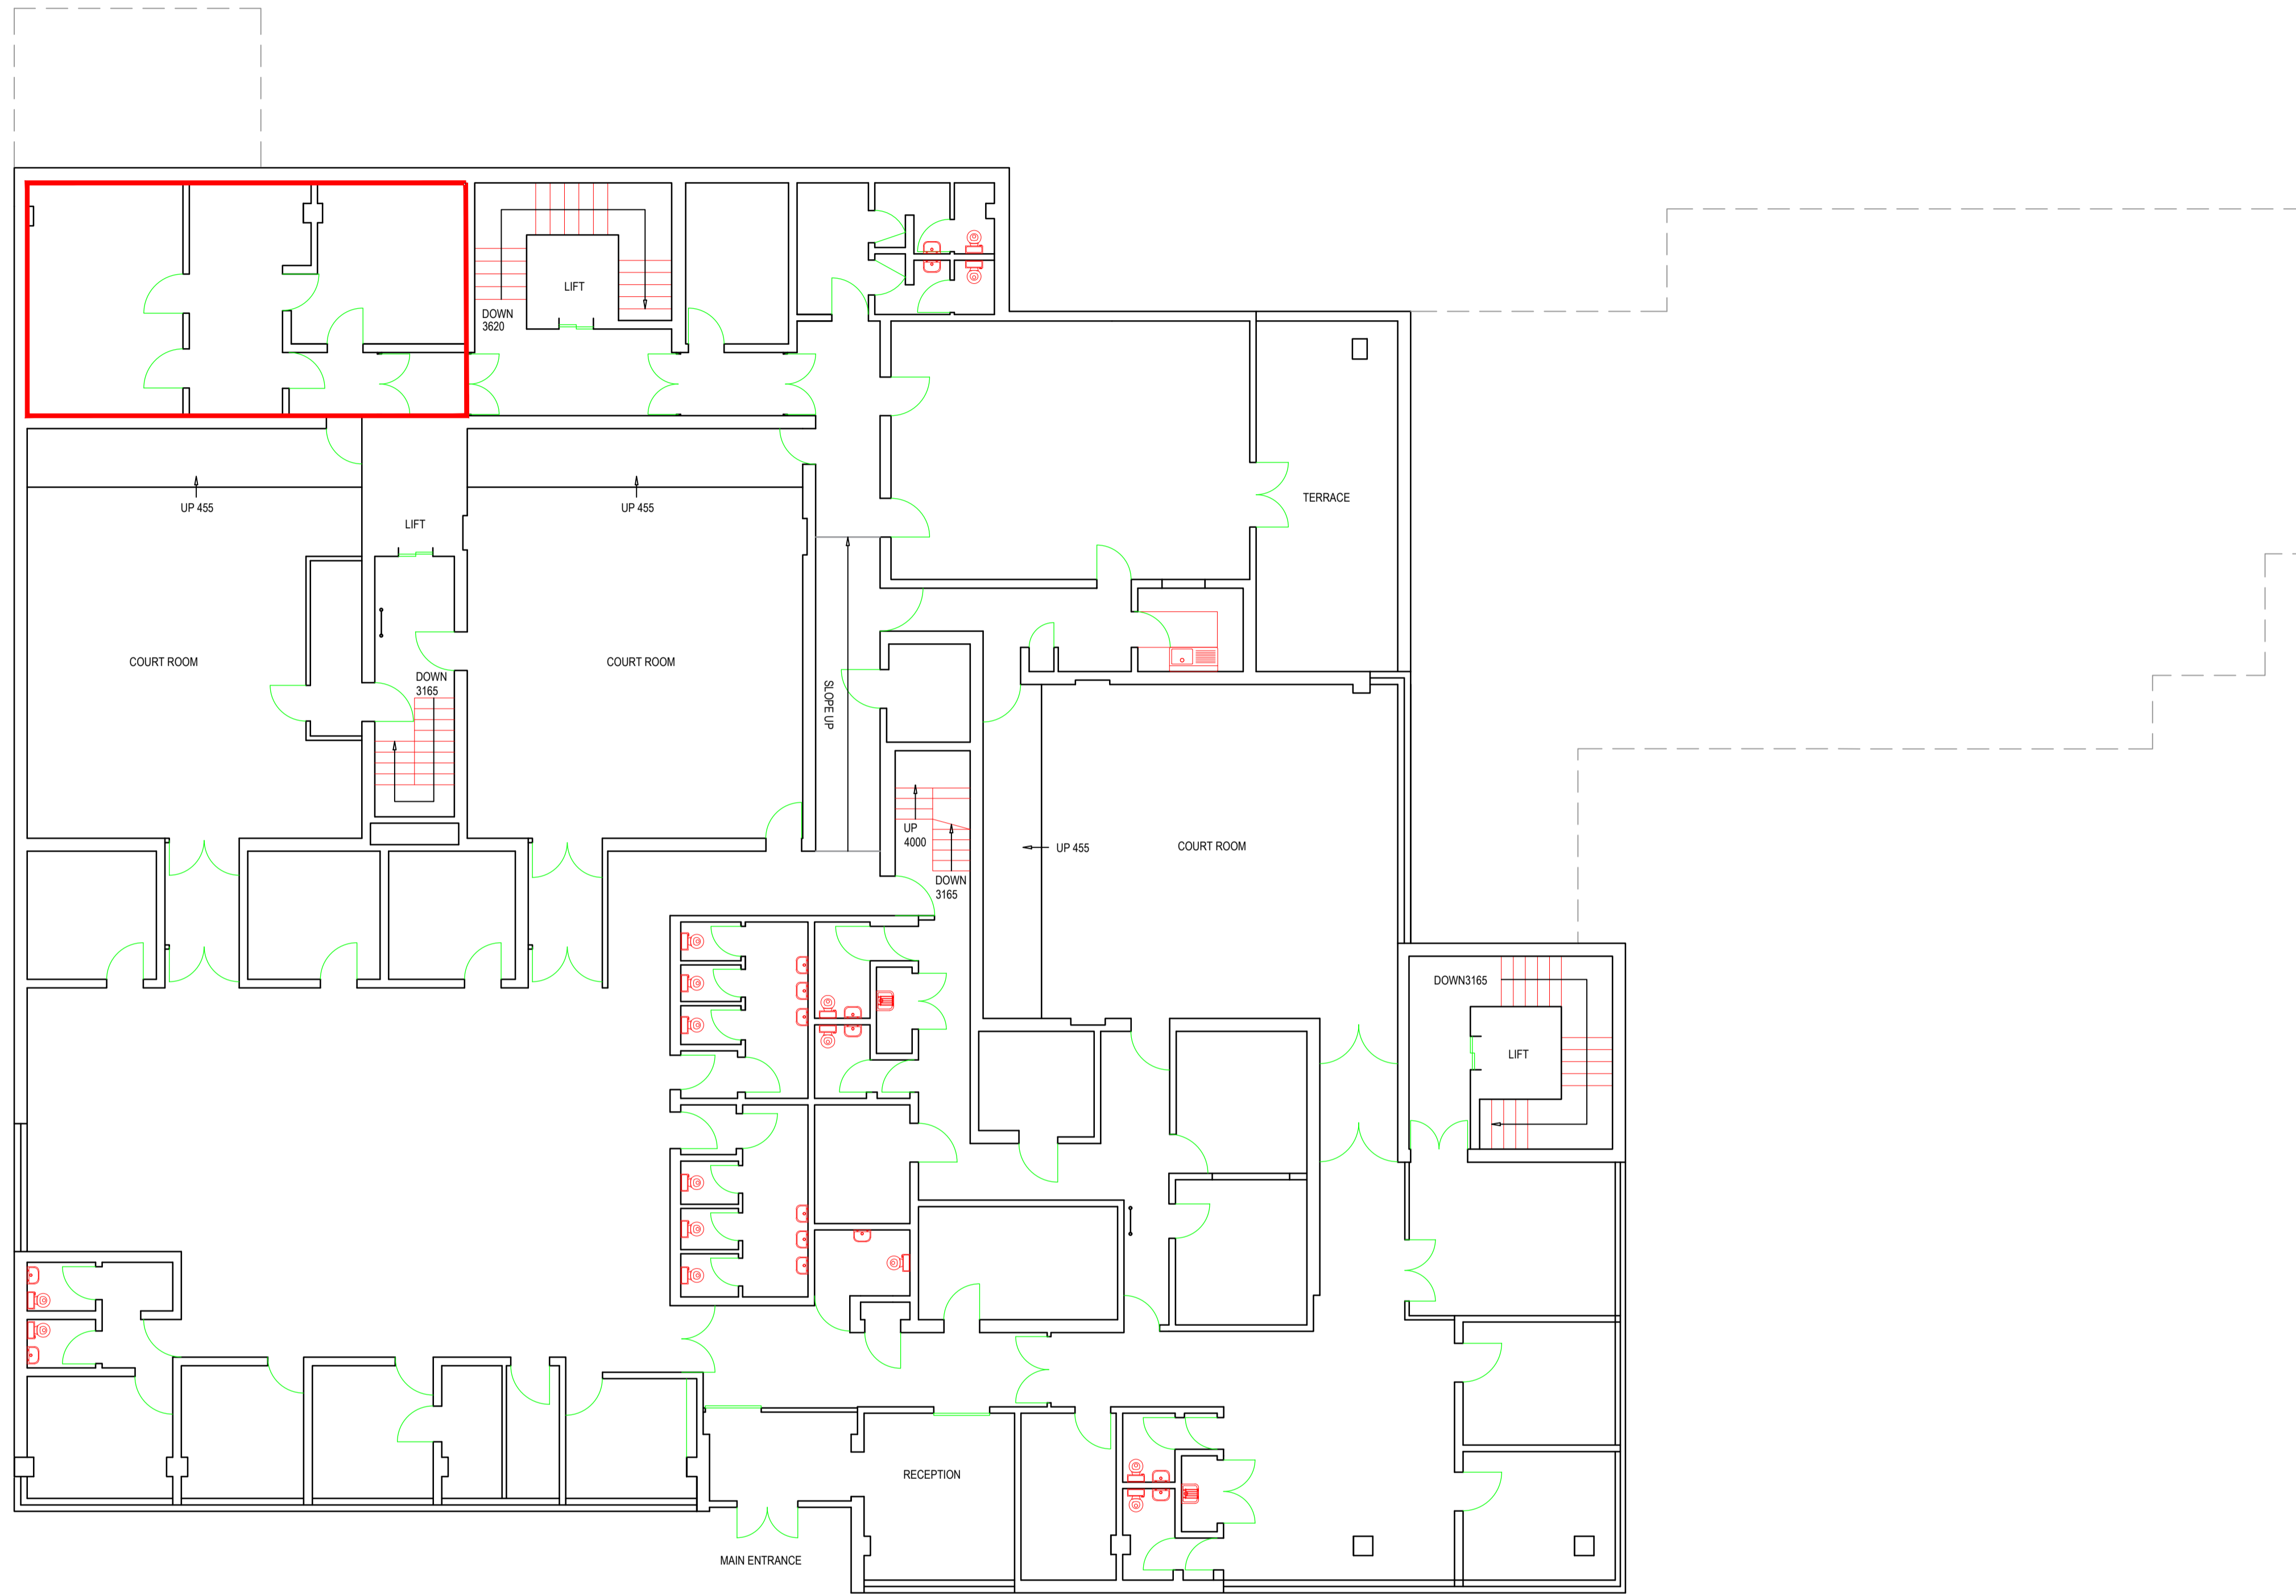 LIFT
DOWN
3620
UP 455
UP 455
TERRACE
LIFT
COURT ROOM
COURT ROOM
DOWN
3165
SLOPE UP
UP
4000
UP 455
COURT ROOM
DOWN
3165
DOWN3165
LIFT
RECEPTION
MAIN ENTRANCE